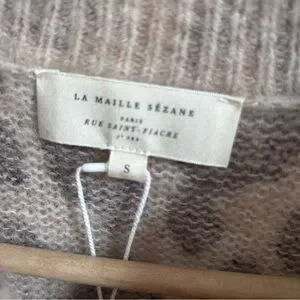 LA MAILLE SÉZANE
PARIS
RUE SAINT-FIACRE
S